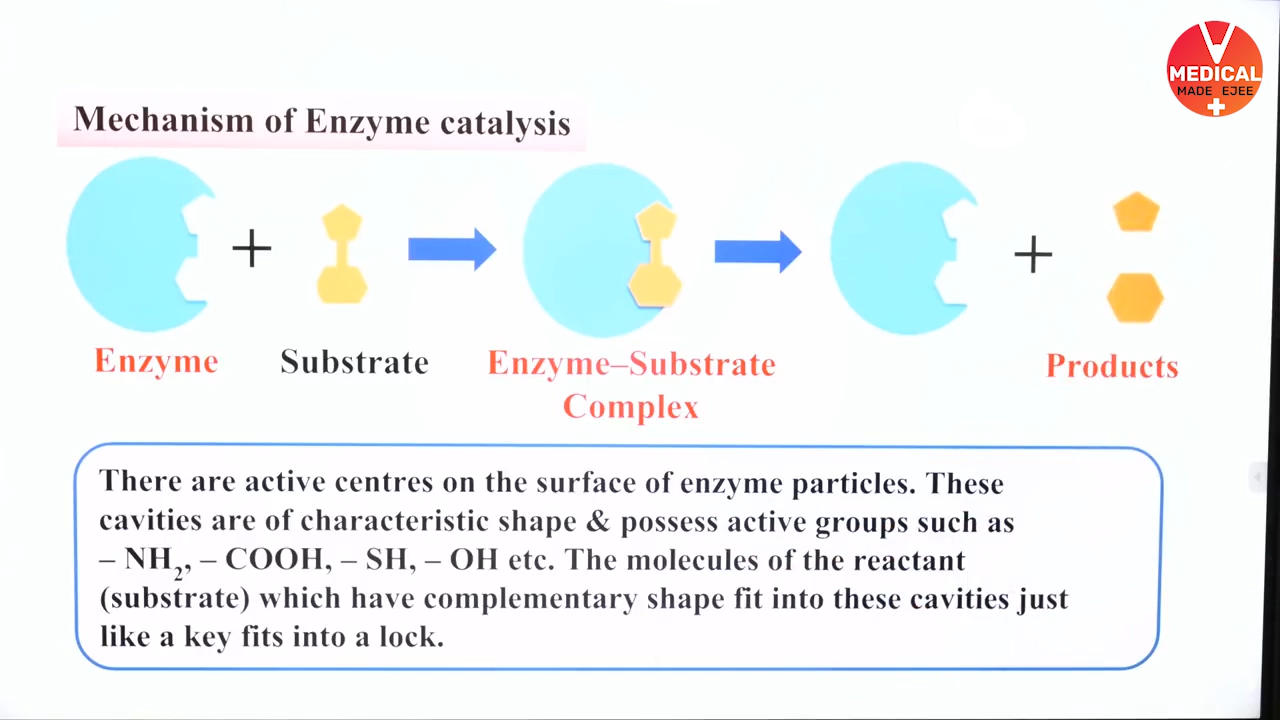 MEDICAL
MADE EJEE
Mechanism of Enzyme catalysis
+
+
Enzyme
Substrate
Enzyme–Substrate
Complex
Products
There are active centres on the surface of enzyme particles. These
cavities are of characteristic shape & possess active groups such as
– NH₂, – COOH, – SH, – OH etc. The molecules of the reactant
(substrate) which have complementary shape fit into these cavities just
like a key fits into a lock.